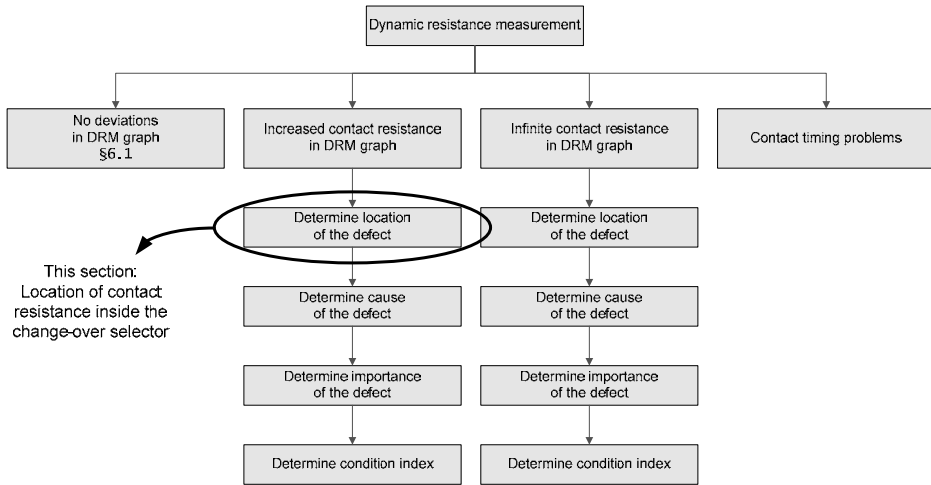 Dynamic resistance measurement
No deviations
in DRM graph
§6.1
Increased contact resistance
in DRM graph
Infinite contact resistance
in DRM graph
Contact timing problems
Determine location
of the defect
Determine location
of the defect
This section:
Location of contact
resistance inside the
change-over selector
Determine cause
of the defect
Determine cause
of the defect
Determine importance
of the defect
Determine importance
of the defect
Determine condition index
Determine condition index